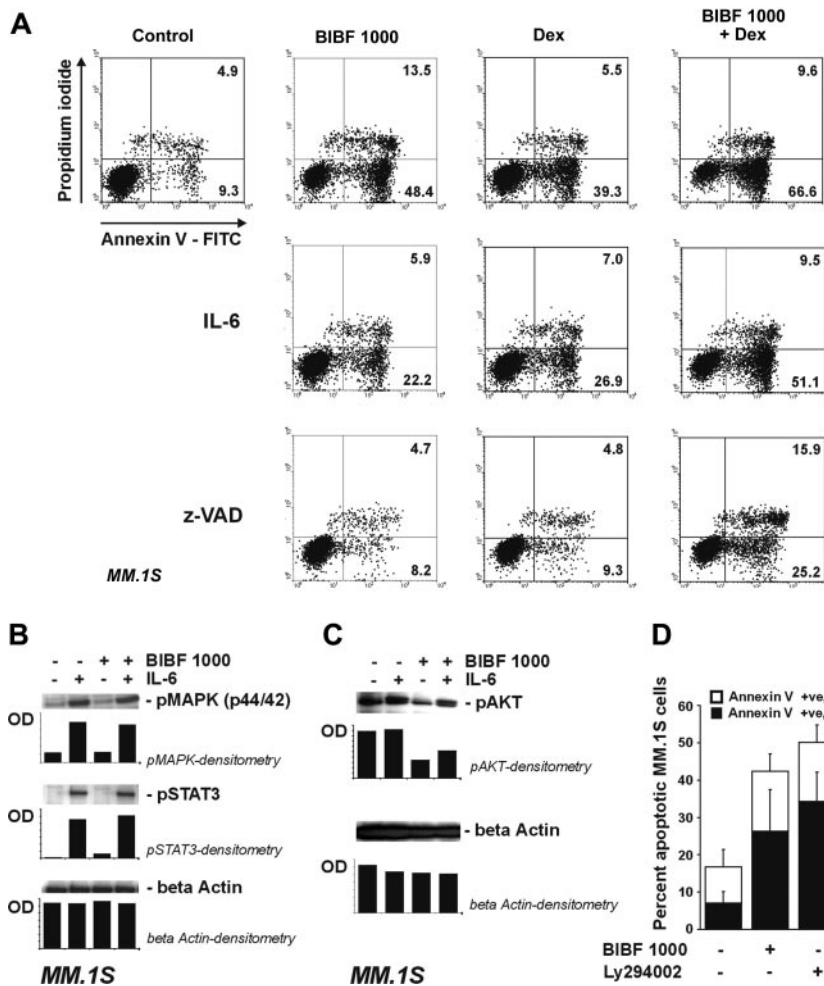 A
Control
BIBF 1000
Dex
BIBF 1000
+ Dex
Propidium iodide
4.9
9.3
13.5
48.4
5.5
39.3
9.6
66.6
Annexin V - FITC
IL-6
5.9
22.2
7.0
26.9
9.5
51.1
z-VAD
4.7
8.2
4.8
9.3
15.9
25.2
MM.1S
B
- - + + BIBF 1000
- + - + IL-6
- pMAPK (p44/42)
OD
pMAPK-densitometry
- pSTAT3
OD
pSTAT3-densitometry
- beta Actin
OD
beta Actin-densitometry
MM.1S
C
- - + + BIBF 1000
- + - + IL-6
- pAKT
OD
pAKT-densitometry
- beta Actin
OD
beta Actin-densitometry
MM.1S
D
Annexin V +ve,
Annexin V +ve,
Percent apoptotic MM.1S cells
60
50
40
30
20
10
0
BIBF 1000 - + -
Ly294002 - - +